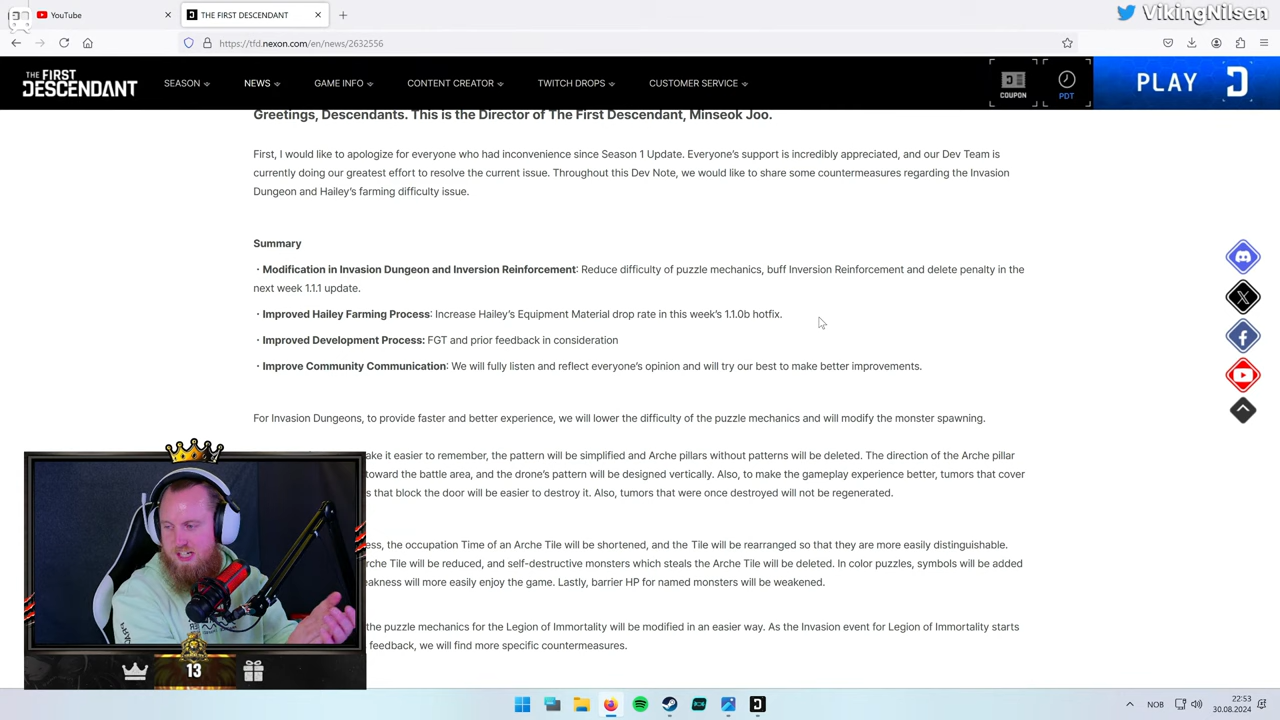 YouTube
THE FIRST DESCENDANT
VikingNilsen
https://tfd.nexon.com/en/news/2632556
THE FIRST
DESCENDANT
SEASON
NEWS
GAME INFO
CONTENT CREATOR
TWITCH DROPS
CUSTOMER SERVICE
COUPON
PDT
PLAY
Greetings, Descendants. This is the Director of The First Descendant, Minseok Joo.
First, I would like to apologize for everyone who had inconvenience since Season 1 Update. Everyone's support is incredibly appreciated, and our Dev Team is
currently doing our greatest effort to resolve the current issue. Throughout this Dev Note, we would like to share some countermeasures regarding the Invasion
Dungeon and Hailey's farming difficulty issue.
Summary
· Modification in Invasion Dungeon and Inversion Reinforcement: Reduce difficulty of puzzle mechanics, buff Inversion Reinforcement and delete penalty in the
next week 1.1.1 update.
· Improved Hailey Farming Process: Increase Hailey's Equipment Material drop rate in this week's 1.1.0b hotfix.
· Improved Development Process: FGT and prior feedback in consideration
· Improve Community Communication: We will fully listen and reflect everyone's opinion and will try our best to make better improvements.
For Invasion Dungeons, to provide faster and better experience, we will lower the difficulty of the puzzle mechanics and will modify the monster spawning.
ake it easier to remember, the pattern will be simplified and Arche pillars without patterns will be deleted. The direction of the Arche pillar
toward the battle area, and the drone's pattern will be designed vertically. Also, to make the gameplay experience better, tumors that cover
s that block the door will be easier to destroy it. Also, tumors that were once destroyed will not be regenerated.
ess, the occupation Time of an Arche Tile will be shortened, and the Tile will be rearranged so that they are more easily distinguishable.
rche Tile will be reduced, and self-destructive monsters which steals the Arche Tile will be deleted. In color puzzles, symbols will be added
eakness will more easily enjoy the game. Lastly, barrier HP for named monsters will be weakened.
the puzzle mechanics for the Legion of Immortality will be modified in an easier way. As the Invasion event for Legion of Immortality starts
feedback, we will find more specific countermeasures.
13
NOB
22:53
30.08.2024